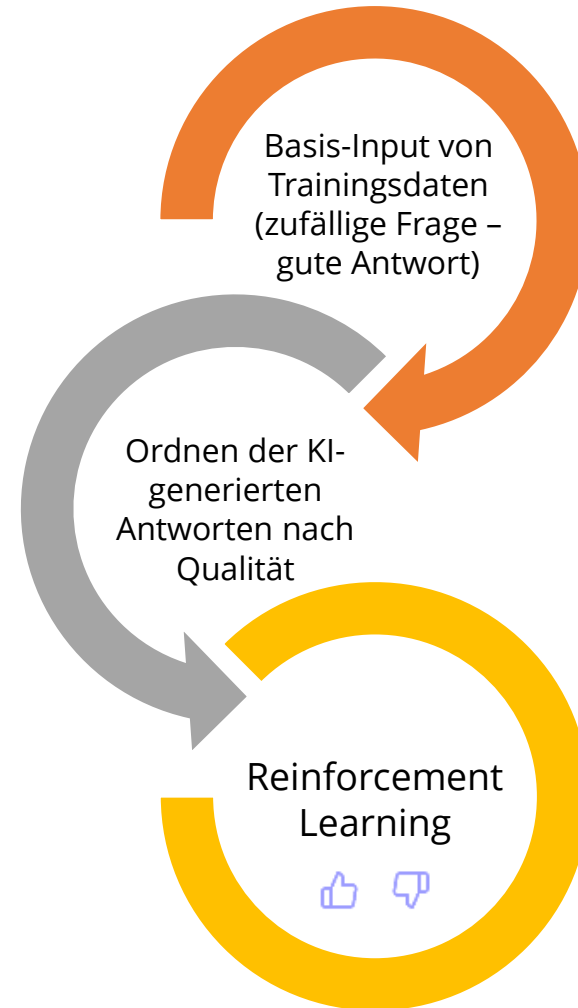 Basis-Input von
Trainingsdaten
(zufällige Frage –
gute Antwort)
Ordnen der KI-
generierten
Antworten nach
Qualität
Reinforcement
Learning